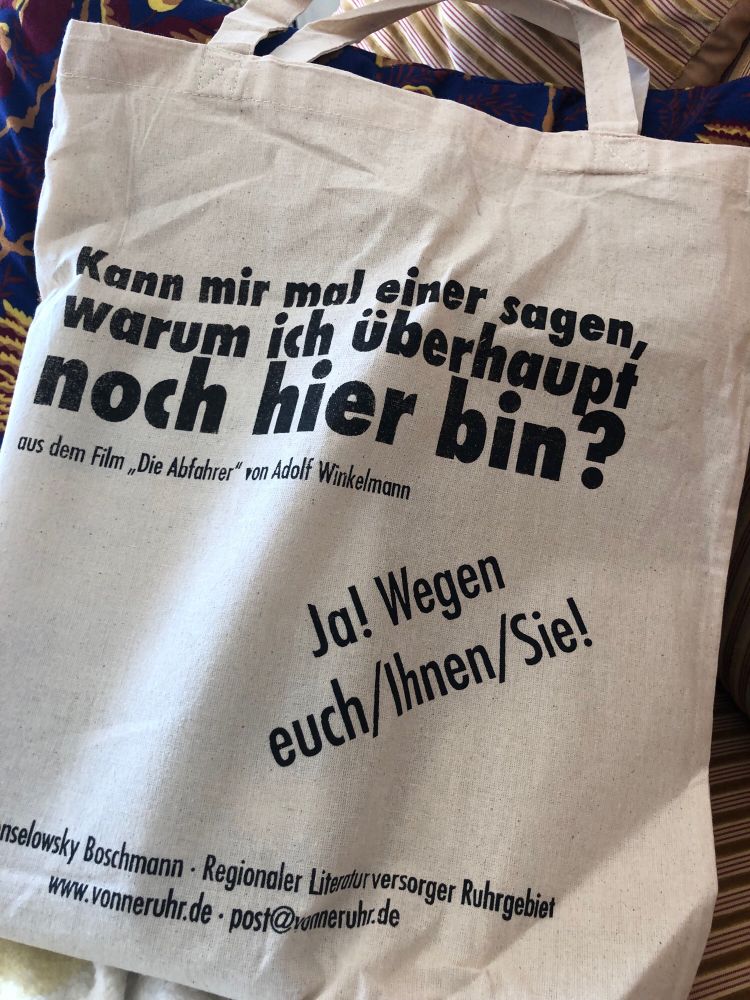 Kann mir mal einer sagen,
warum ich überhaupt
noch hier bin?
aus dem Film „Die Abfahrer“ von Adolf Winkelmann
Ja! Wegen
euch/Ihnen/Sie!
Boschmann · Regionaler Literaturversorger Ruhrgebiet
www.vonneruhr.de · post@vonneruhr.de